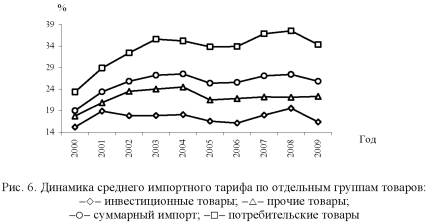 %
39
34
29
24
19
14
2000 2001 2002 2003 2004 2005 2006 2007 2008 2009
Год
Рис. 6. Динамика среднего импортного тарифа по отдельным группам товаров:
–◇– инвестиционные товары; –△– прочие товары;
–○– суммарный импорт; –□– потребительские товары